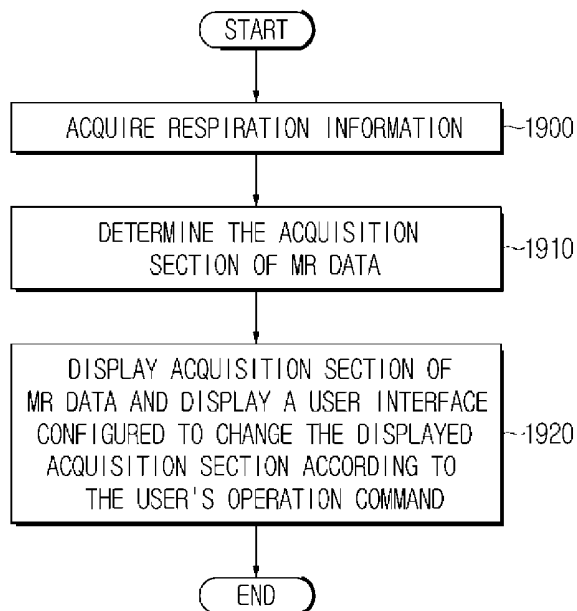 START
ACQUIRE RESPIRATION INFORMATION
1900
DETERMINE THE ACQUISITION
SECTION OF MR DATA
1910
DISPLAY ACQUISITION SECTION OF
MR DATA AND DISPLAY A USER INTERFACE
CONFIGURED TO CHANGE THE DISPLAYED
ACQUISITION SECTION ACCORDING TO
THE USER'S OPERATION COMMAND
1920
END